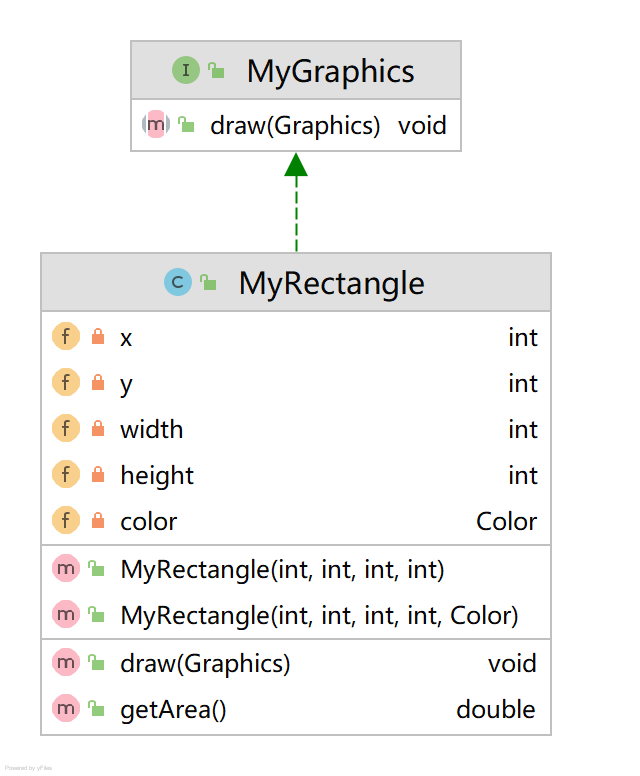 I MyGraphics
m draw(Graphics) void
C MyRectangle
f x int
f y int
f width int
f height int
f color Color
m MyRectangle(int, int, int, int)
m MyRectangle(int, int, int, int, Color)
m draw(Graphics) void
m getArea() double
Powered by yFiles